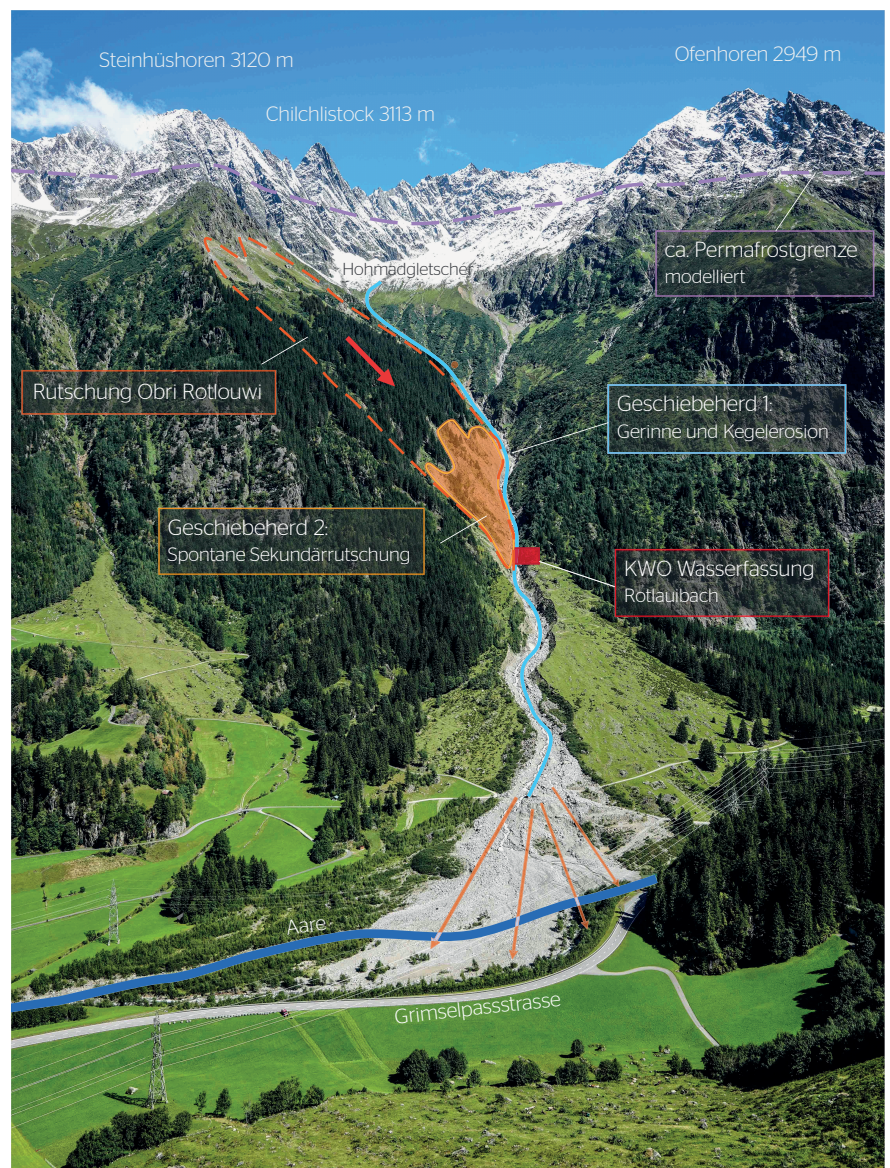 Steinhüshoren 3120 m
Ofenhoren 2949 m
Chilchlistock 3113 m
ca. Permafrostgrenze
modelliert
Hohmadgletscher
Rutschung Obri Rotlouwi
Geschiebeherd 1:
Gerinne und Kegelerosion
Geschiebeherd 2:
Spontane Sekundärrutschung
KWO Wasserfassung
Rotlauibach
Aare
Grimselpassstrasse